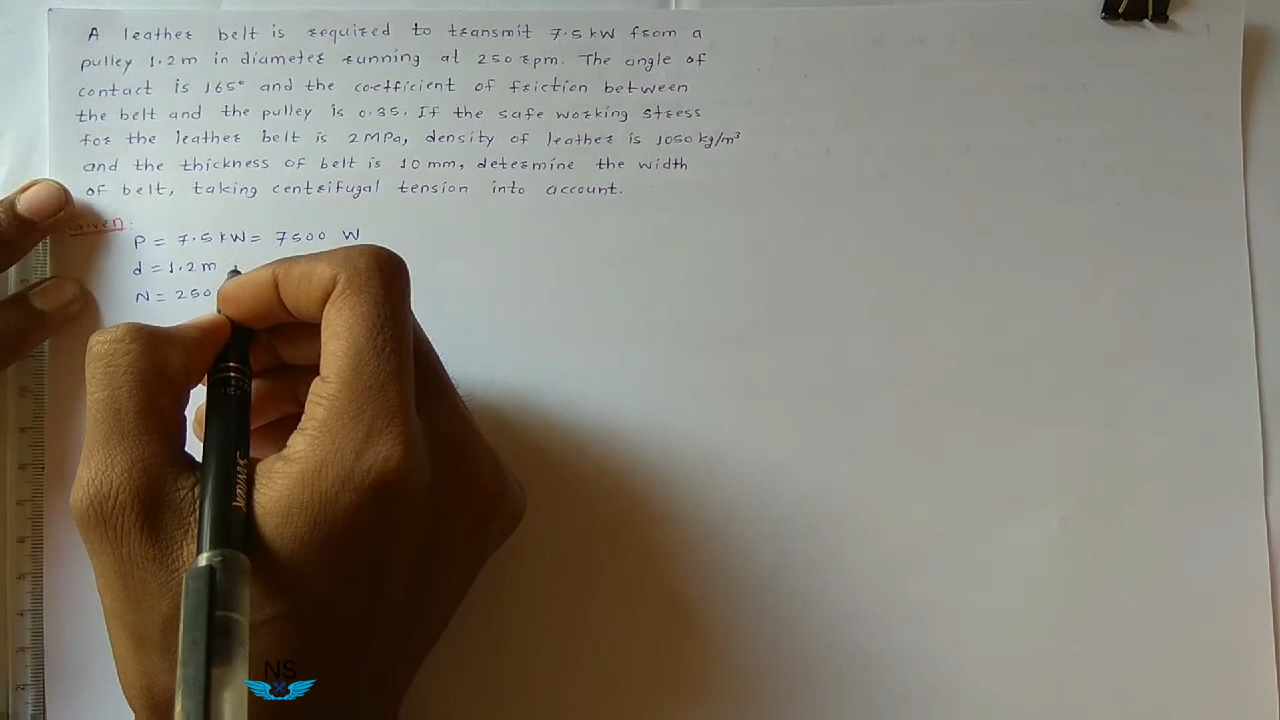 A leather belt is required to transmit 7.5 kW from a
pulley 1.2 m in diameter running at 250 rpm. The angle of
contact is 165° and the coefficient of friction between
the belt and the pulley is 0.35. If the safe working stress
for the leather belt is 2 MPa, density of leather is 1050 kg/m³
and the thickness of belt is 10 mm, determine the width
of belt, taking centrifugal tension into account.
Given:
P = 7.5 kW = 7500 W
d = 1.2 m
N = 250
NS